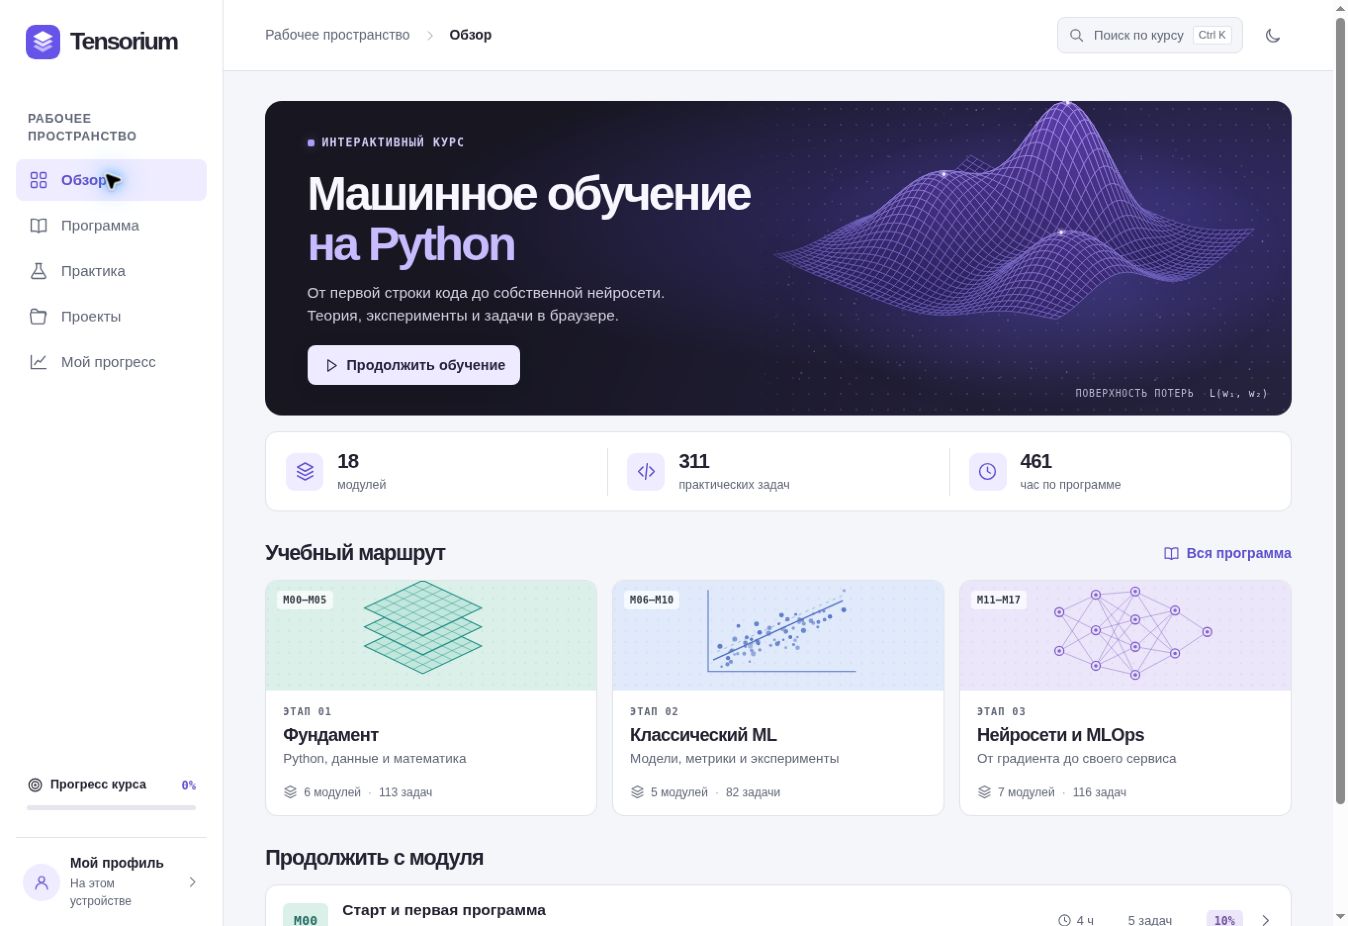 Tensorium
Рабочее пространство
Обзор
Поиск по курсу
Ctrl K
РАБОЧЕЕ
ПРОСТРАНСТВО
Обзор
Программа
Практика
Проекты
Мой прогресс
Прогресс курса
0%
Мой профиль
На этом
устройстве
ИНТЕРАКТИВНЫЙ КУРС
Машинное обучение
на Python
От первой строки кода до собственной нейросети.
Теория, эксперименты и задачи в браузере.
Продолжить обучение
ПОВЕРХНОСТЬ ПОТЕРЬ L(w₁, w₂)
18
модулей
311
практических задач
461
час по программе
Учебный маршрут
Вся программа
M00—M05
ЭТАП 01
Фундамент
Python, данные и математика
6 модулей · 113 задач
M06—M10
ЭТАП 02
Классический ML
Модели, метрики и эксперименты
5 модулей · 82 задачи
M11—M17
ЭТАП 03
Нейросети и MLOps
От градиента до своего сервиса
7 модулей · 116 задач
Продолжить с модуля
M00
Старт и первая программа
4 ч
5 задач
10%